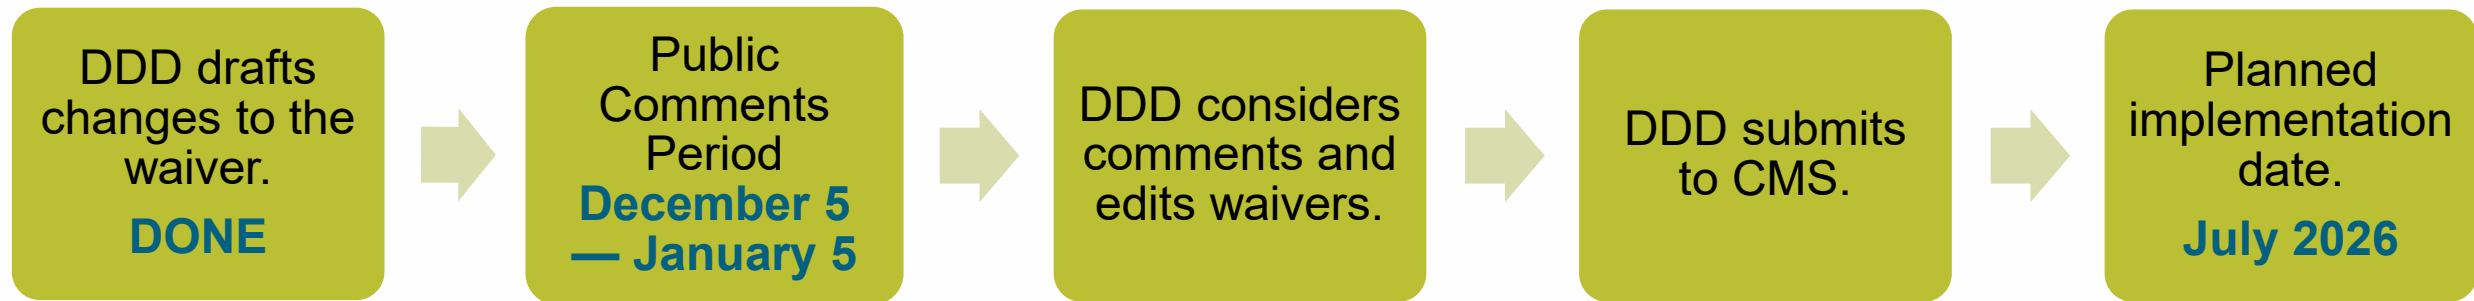 DDD drafts
changes to the
waiver.
DONE
Public
Comments
Period
December 5
— January 5
DDD considers
comments and
edits waivers.
DDD submits
to CMS.
Planned
implementation
date.
July 2026